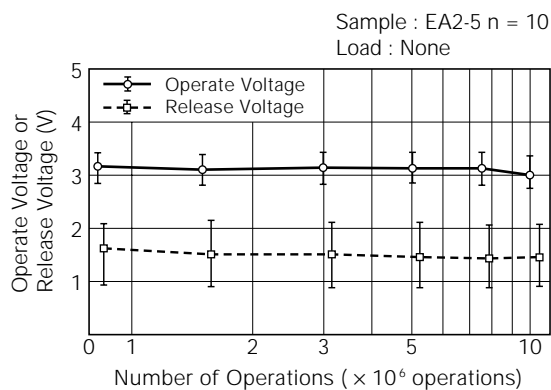 Sample : EA2-5 n = 10
Load : None
Operate Voltage or
Release Voltage (V)
5
4
3
2
1
Operate Voltage
Release Voltage
0 1 2 3 5 10
Number of Operations ( × 10⁶ operations)